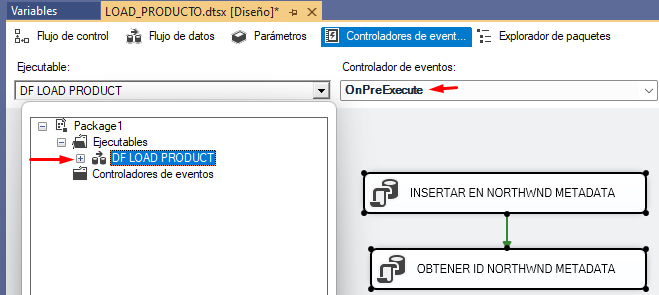 Variables
LOAD_PRODUCTO.dtsx [Diseño]*
Flujo de control
Flujo de datos
Parámetros
Controladores de event...
Explorador de paquetes
Ejecutable:
Controlador de eventos:
DF LOAD PRODUCT
OnPreExecute
Package1
Ejecutables
DF LOAD PRODUCT
Controladores de eventos
INSERTAR EN NORTHWND METADATA
OBTENER ID NORTHWND METADATA